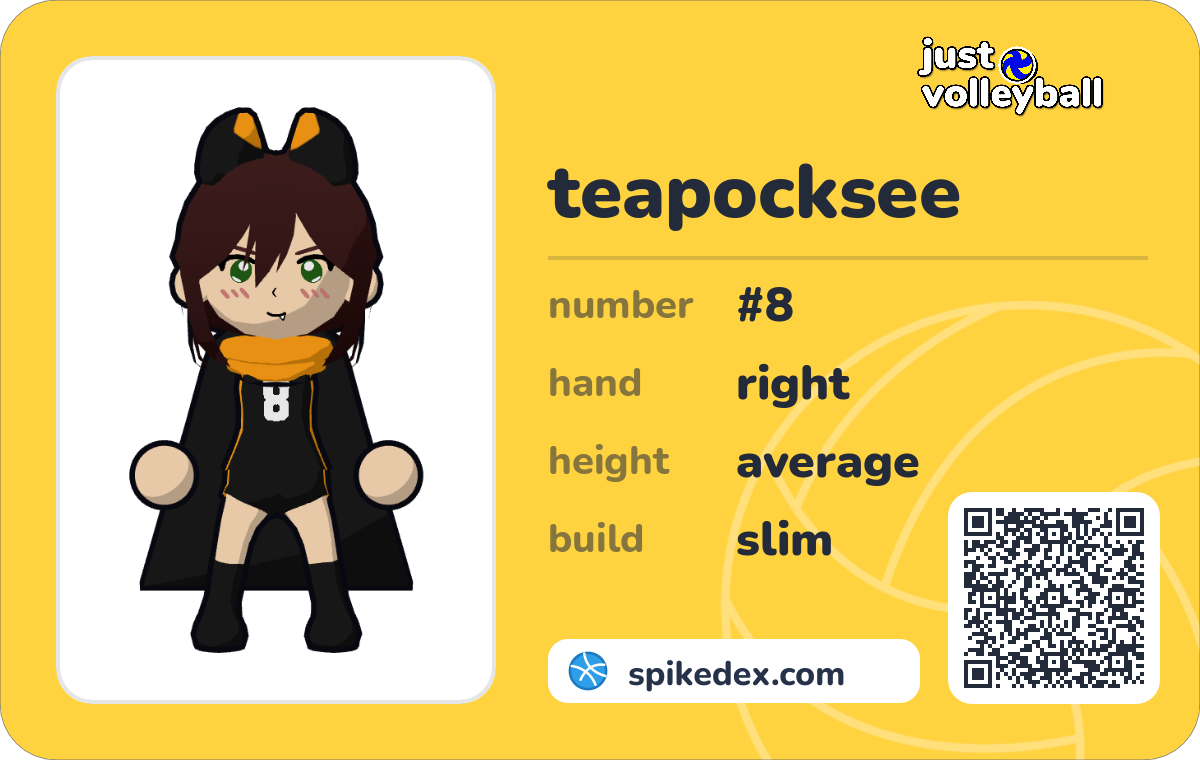 just
volleyball
teapocksee
number #8
hand right
height average
build slim
8
spikedex.com